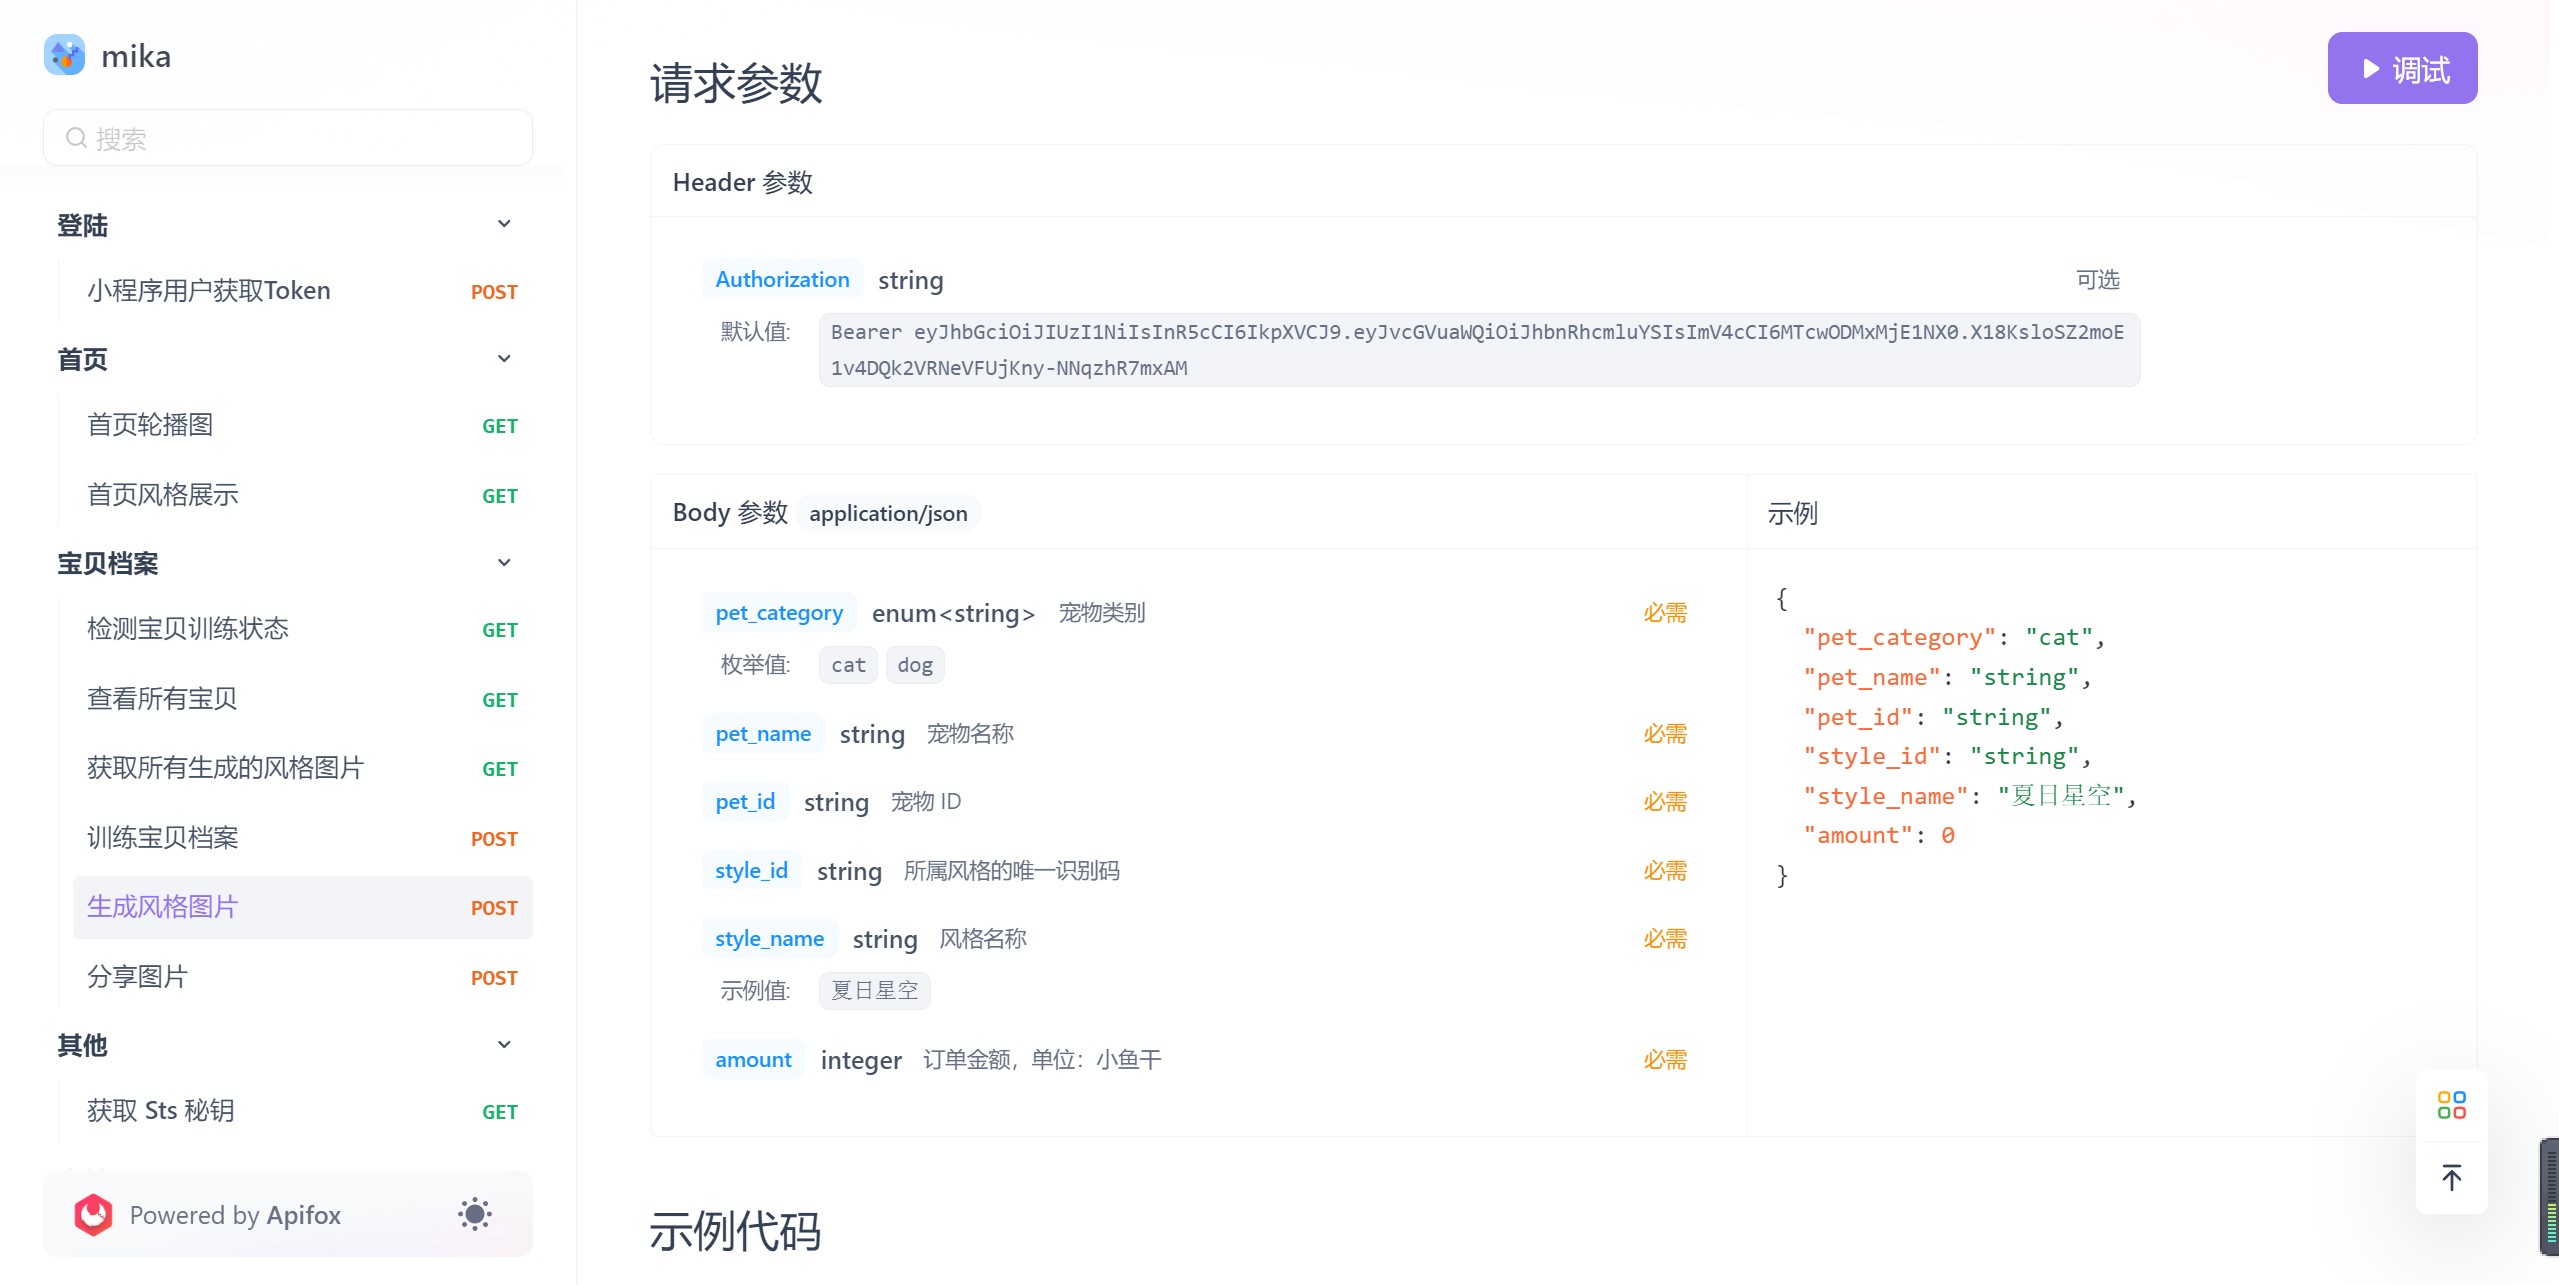 mika
搜索
登陆
小程序用户获取Token POST
首页
首页轮播图 GET
首页风格展示 GET
宝贝档案
检测宝贝训练状态 GET
查看所有宝贝 GET
获取所有生成的风格图片 GET
训练宝贝档案 POST
生成风格图片 POST
分享图片 POST
其他
获取 Sts 秘钥 GET
Powered by Apifox
请求参数
调试
Header 参数
Authorization string 可选
默认值: Bearer eyJhbGciOiJIUzI1NiIsInR5cCI6IkpXVCJ9.eyJvcGVuaWQiOiJhbnRhcmluYSIsImV4cCI6MTcwODMxMjE1NX0.X18KsloSZ2moE
1v4DQk2VRNeVFUjKny-NNqzhR7mxAM
Body 参数 application/json
pet_category enum<string> 宠物类别 必需
枚举值: cat dog
pet_name string 宠物名称 必需
pet_id string 宠物 ID 必需
style_id string 所属风格的唯一识别码 必需
style_name string 风格名称 必需
示例值: 夏日星空
amount integer 订单金额，单位：小鱼干 必需
示例
{
"pet_category": "cat",
"pet_name": "string",
"pet_id": "string",
"style_id": "string",
"style_name": "夏日星空",
"amount": 0
}
示例代码